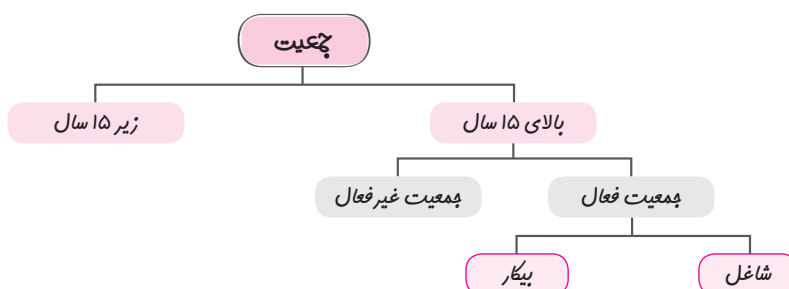 جمعیت
بالای ۱۵ سال
زیر ۱۵ سال
جمعیت فعال
جمعیت غیرفعال
شاغل
بیکار